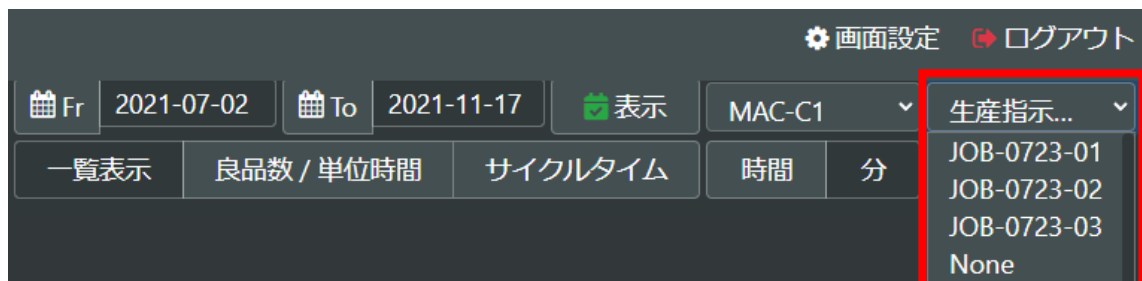 画面設定 ログアウト
Fr 2021-07-02 To 2021-11-17 表示 MAC-C1 生産指示...
一覧表示 良品数 / 単位時間 サイクルタイム 時間 分
JOB-0723-01
JOB-0723-02
JOB-0723-03
None